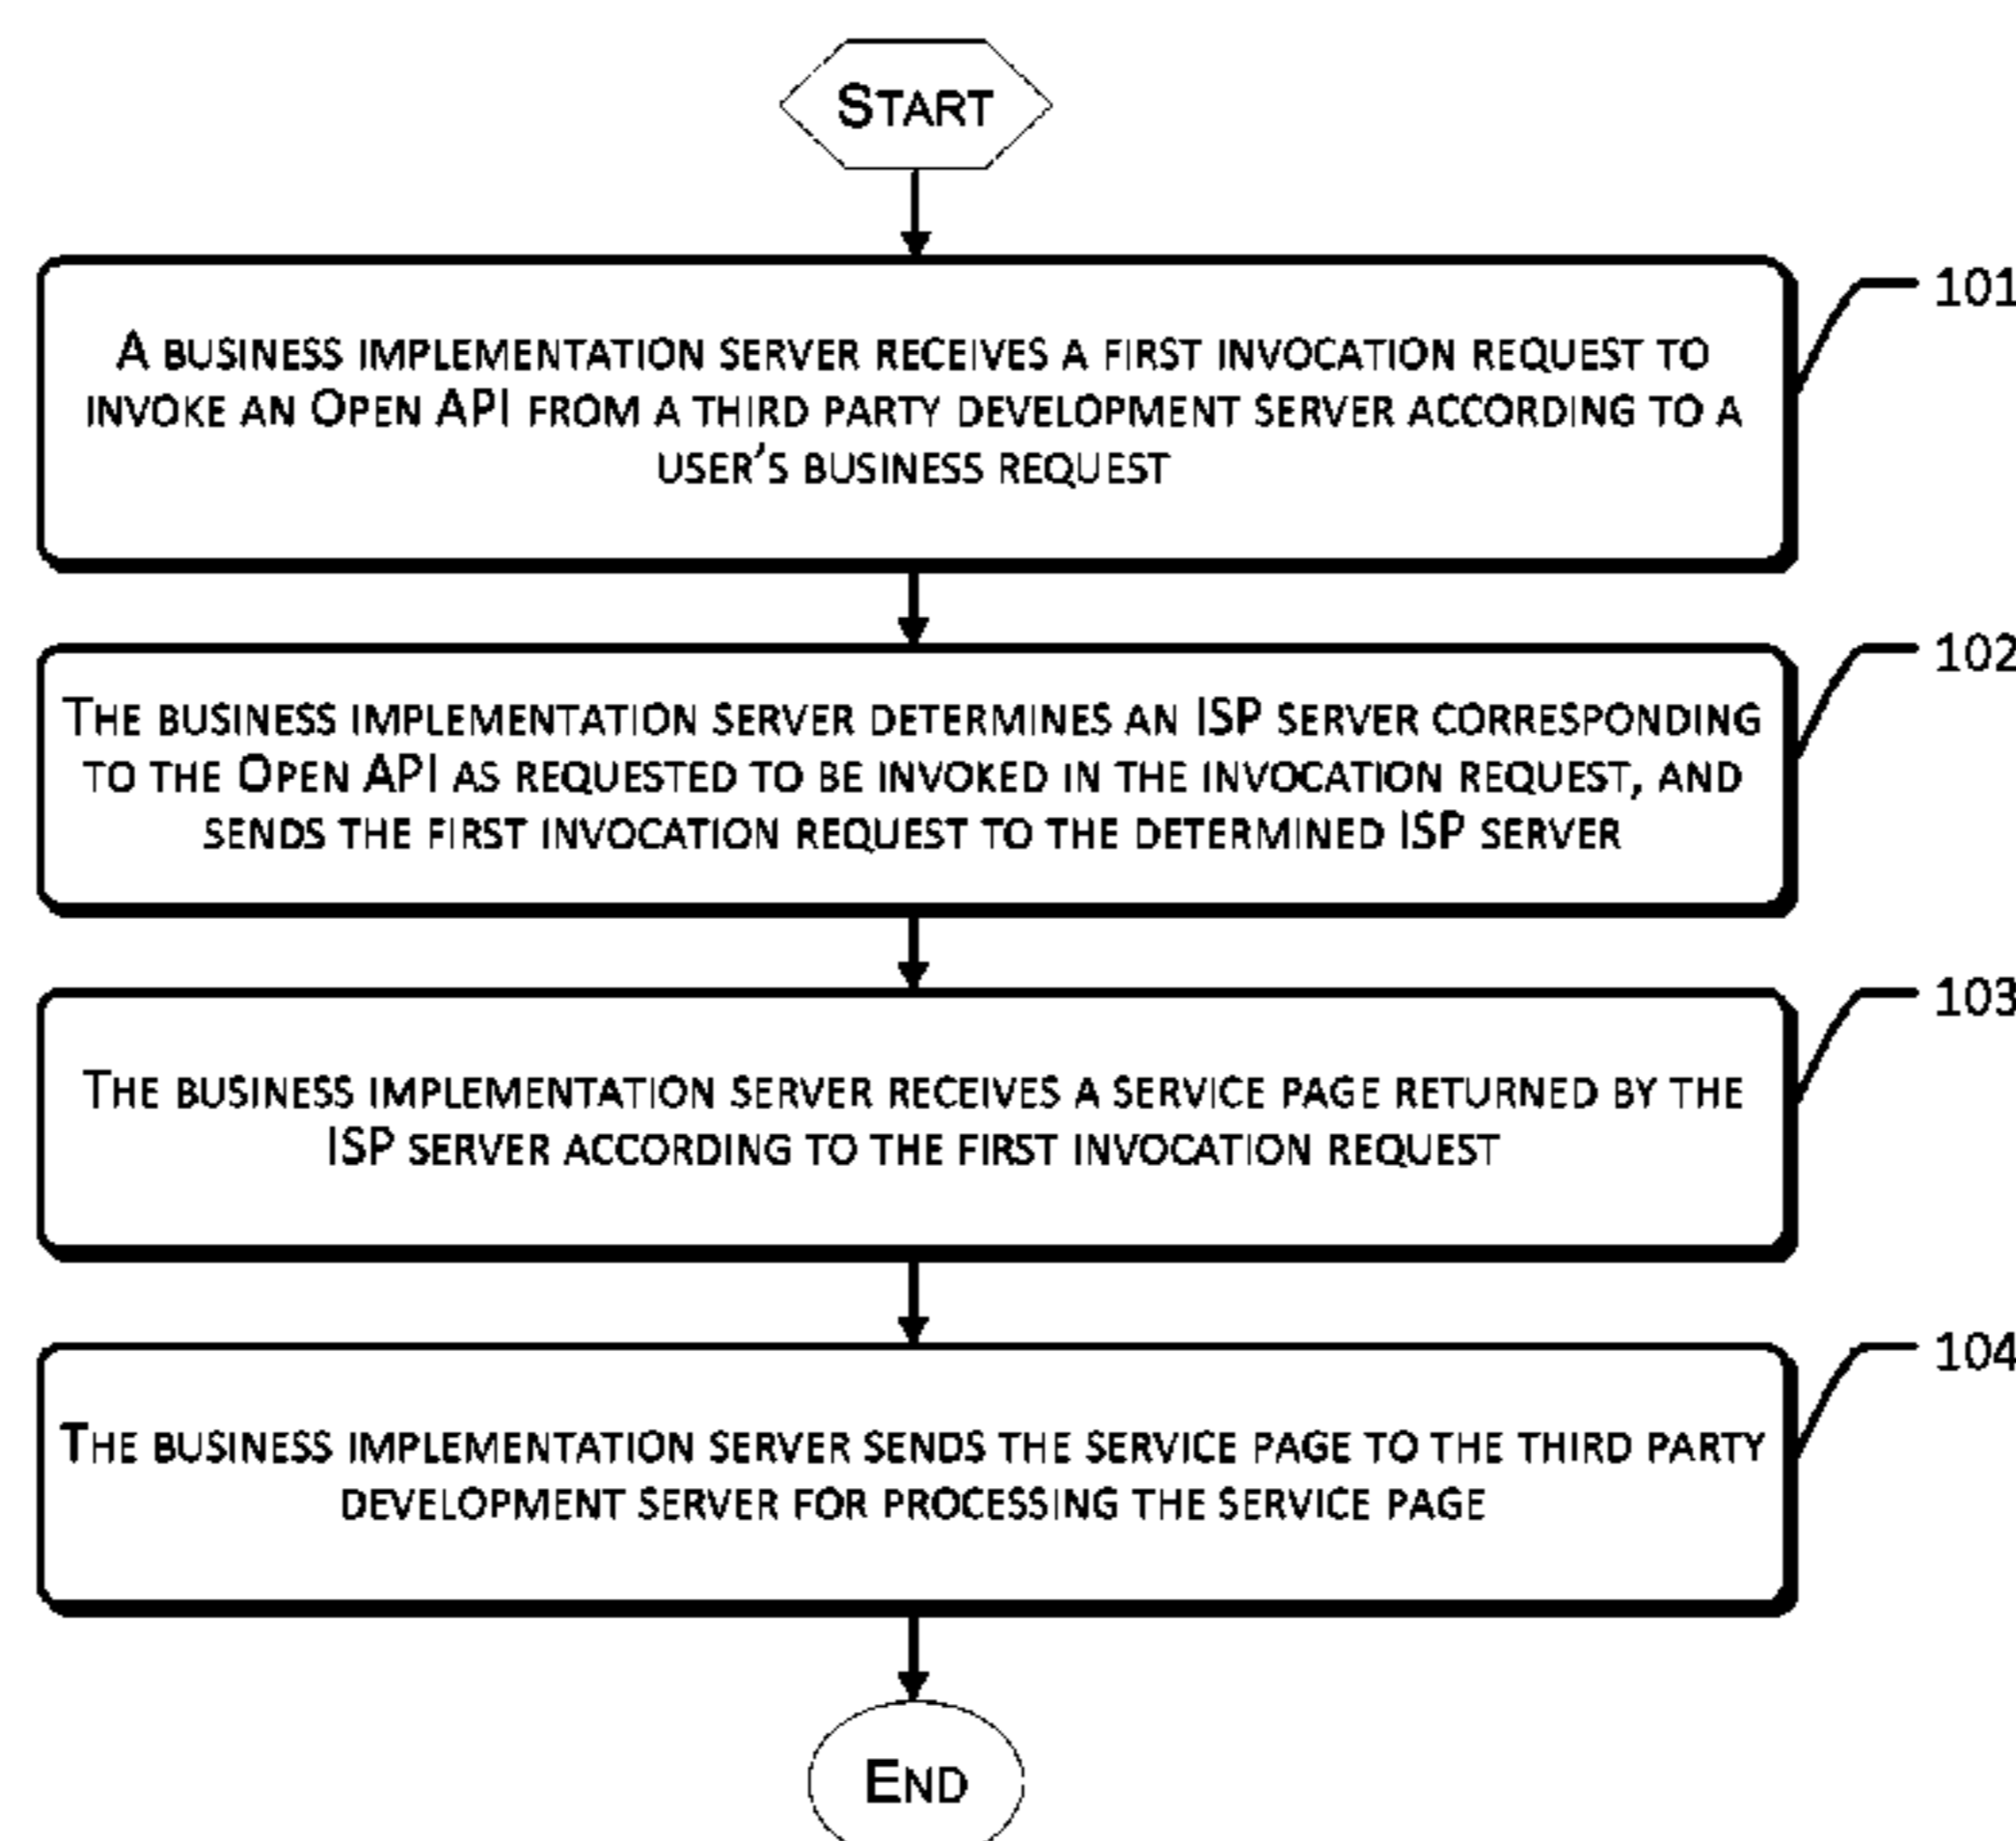 START
101
A BUSINESS IMPLEMENTATION SERVER RECEIVES A FIRST INVOCATION REQUEST TO
INVOKE AN OPEN API FROM A THIRD PARTY DEVELOPMENT SERVER ACCORDING TO A
USER'S BUSINESS REQUEST
102
THE BUSINESS IMPLEMENTATION SERVER DETERMINES AN ISP SERVER CORRESPONDING
TO THE OPEN API AS REQUESTED TO BE INVOKED IN THE INVOCATION REQUEST, AND
SENDS THE FIRST INVOCATION REQUEST TO THE DETERMINED ISP SERVER
103
THE BUSINESS IMPLEMENTATION SERVER RECEIVES A SERVICE PAGE RETURNED BY THE
ISP SERVER ACCORDING TO THE FIRST INVOCATION REQUEST
104
THE BUSINESS IMPLEMENTATION SERVER SENDS THE SERVICE PAGE TO THE THIRD PARTY
DEVELOPMENT SERVER FOR PROCESSING THE SERVICE PAGE
END